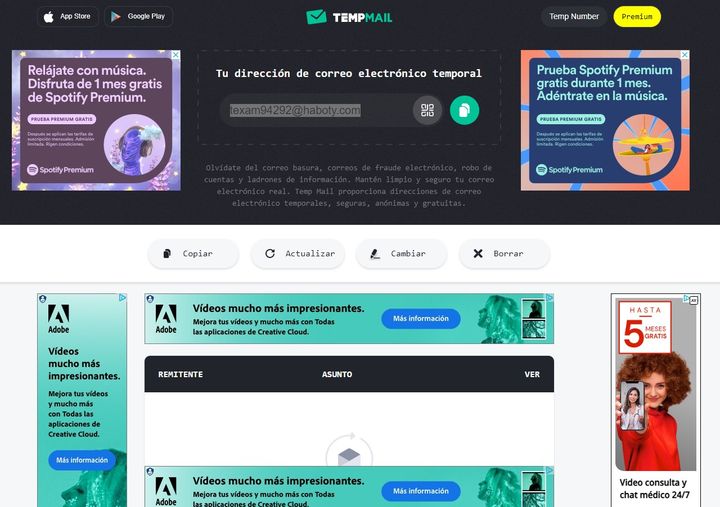 App Store
Google Play
TEMPMAIL
Temp Number
Premium
Relájate con música.
Disfruta de 1 mes gratis
de Spotify Premium.
PRUEBA PREMIUM GRATIS
Después se aplican las tarifas de
suscripción mensuales. Admisión
limitada. Rigen condiciones.
Spotify Premium
Tu dirección de correo electrónico temporal
texam94292@haboty.com
Olvídate del correo basura, correos de fraude electrónico, robo de
cuentas y ladrones de información. Mantén limpio y seguro tu correo
electrónico real. Temp Mail proporciona direcciones de correo
electrónico temporales, seguras, anónimas y gratuitas.
Prueba Spotify Premium
gratis durante 1 mes.
Adéntrate en la música.
PRUEBA PREMIUM GRATIS
Después se aplican las tarifas de
suscripción mensuales. Admisión
limitada. Rigen condiciones.
Spotify Premium
Copiar
Actualizar
Cambiar
Borrar
Adobe
Vídeos
mucho más
impresionantes.
Mejora tus vídeos
y mucho más
con Todas las
aplicaciones de
Creative Cloud.
Más información
Adobe
Vídeos mucho más impresionantes.
Mejora tus vídeos y mucho más con Todas
las aplicaciones de Creative Cloud.
Más información
REMITENTE
ASUNTO
VER
Adobe
Vídeos mucho más impresionantes.
Mejora tus vídeos y mucho más con Todas
las aplicaciones de Creative Cloud.
Más información
HASTA
5 MESES
GRATIS
Video consulta y
chat médico 24/7